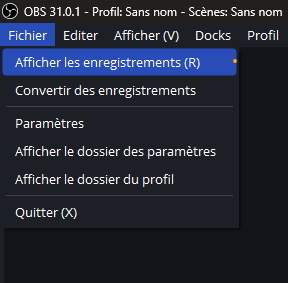 OBS 31.0.1 - Profil: Sans nom - Scènes: Sans nom
Fichier Editer Afficher (V) Docks Profil
Afficher les enregistrements (R)
Convertir des enregistrements
Paramètres
Afficher le dossier des paramètres
Afficher le dossier du profil
Quitter (X)